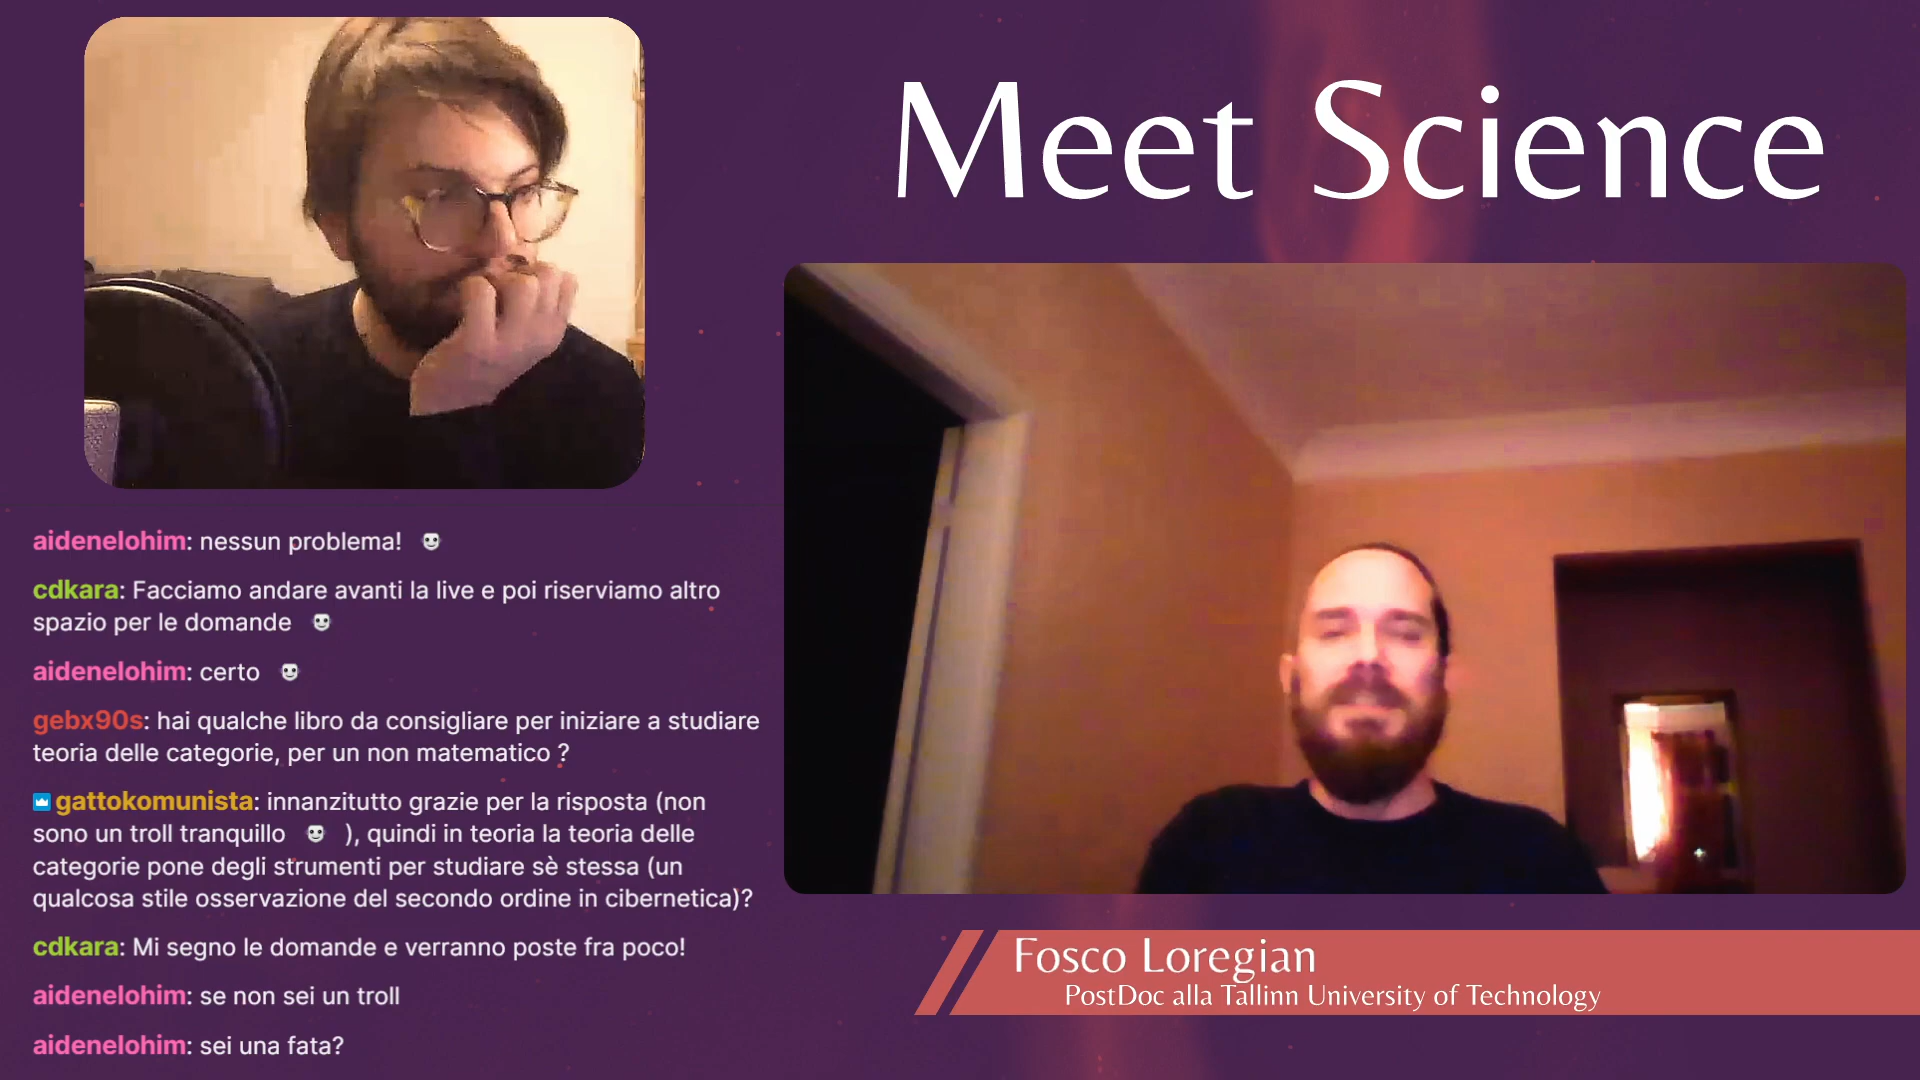 Meet Science
aidenelohim: nessun problema!
cdkara: Facciamo andare avanti la live e poi riserviamo altro
spazio per le domande
aidenelohim: certo
gebx90s: hai qualche libro da consigliare per iniziare a studiare
teoria delle categorie, per un non matematico ?
gattokomunista: innanzitutto grazie per la risposta (non
sono un troll tranquillo ), quindi in teoria la teoria delle
categorie pone degli strumenti per studiare sè stessa (un
qualcosa stile osservazione del secondo ordine in cibernetica)?
cdkara: Mi segno le domande e verranno poste fra poco!
aidenelohim: se non sei un troll
aidenelohim: sei una fata?
Fosco Loregian
PostDoc alla Tallinn University of Technology